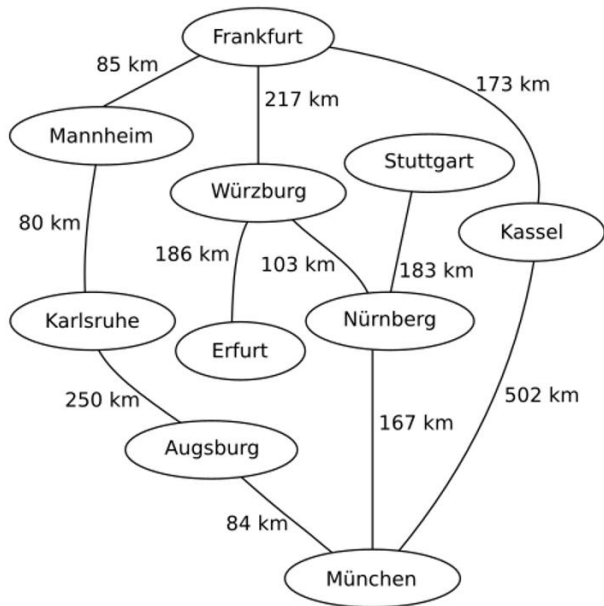 Frankfurt
85 km
173 km
217 km
Mannheim
Stuttgart
Würzburg
80 km
Kassel
186 km
103 km
183 km
Karlsruhe
Nürnberg
Erfurt
250 km
502 km
167 km
Augsburg
84 km
München